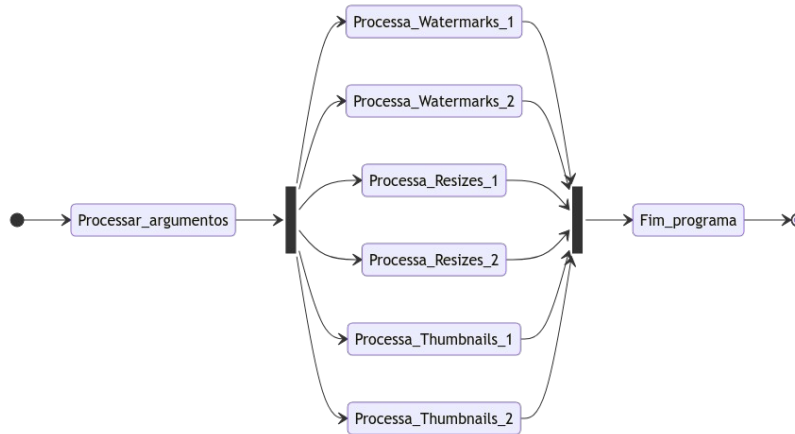 Processa_Watermarks_1
Processa_Watermarks_2
Processa_Resizes_1
Processar_argumentos
Fim_programa
Processa_Resizes_2
Processa_Thumbnails_1
Processa_Thumbnails_2